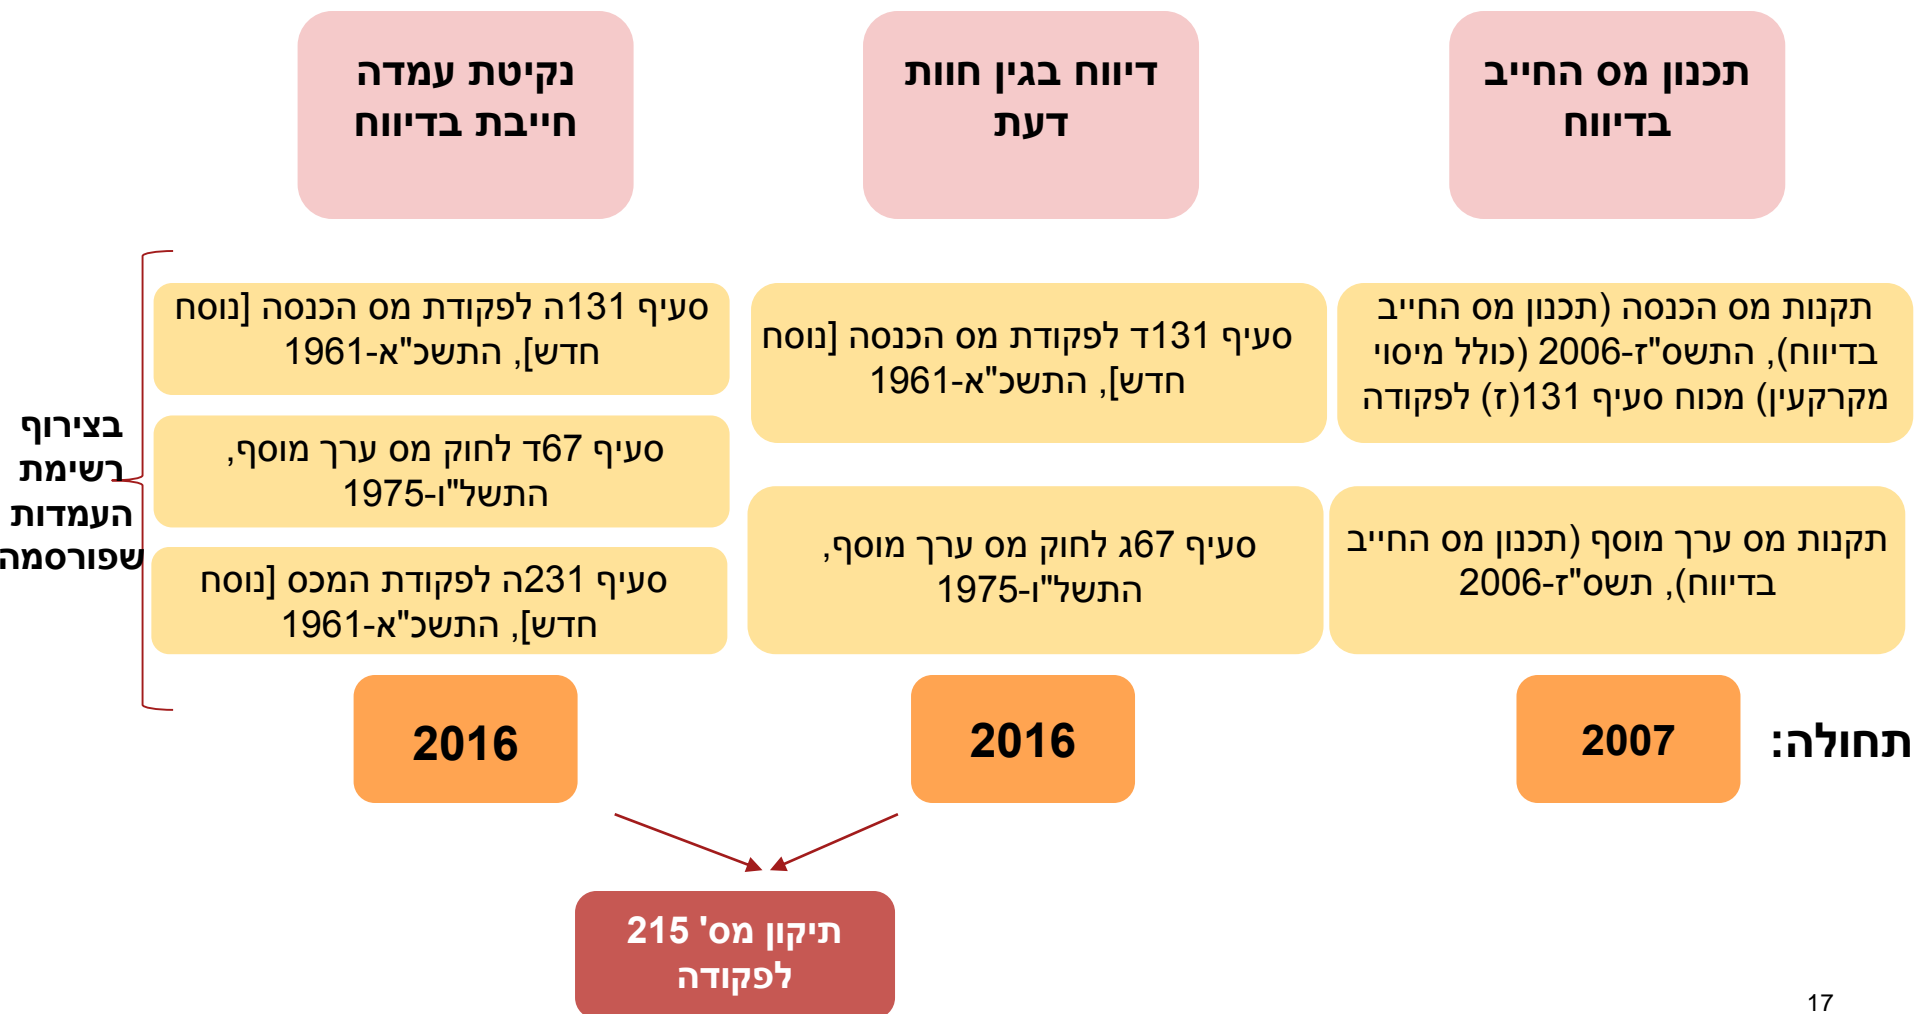 תכנון מס החייב
בדיווח
דיווח בגין חוות
דעת
נקיטת עמדה
חייבת בדיווח
תקנות מס הכנסה (תכנון מס החייב
בדיווח), התשס"ז-2006 (כולל מיסוי
מקרקעין) מכוח סעיף 131(ז) לפקודה
תקנות מס ערך מוסף (תכנון מס החייב
בדיווח), תשס"ז-2006
סעיף 131ד לפקודת מס הכנסה [נוסח
חדש], התשכ"א-1961
סעיף 67ג לחוק מס ערך מוסף,
התשל"ו-1975
סעיף 131ה לפקודת מס הכנסה [נוסח
חדש], התשכ"א-1961
סעיף 67ד לחוק מס ערך מוסף,
התשל"ו-1975
סעיף 231ה לפקודת המכס [נוסח
חדש], התשכ"א-1961
בצירוף
רשימת
העמדות
שפורסמה
תחולה:
2007
2016
2016
תיקון מס' 215
לפקודה
17